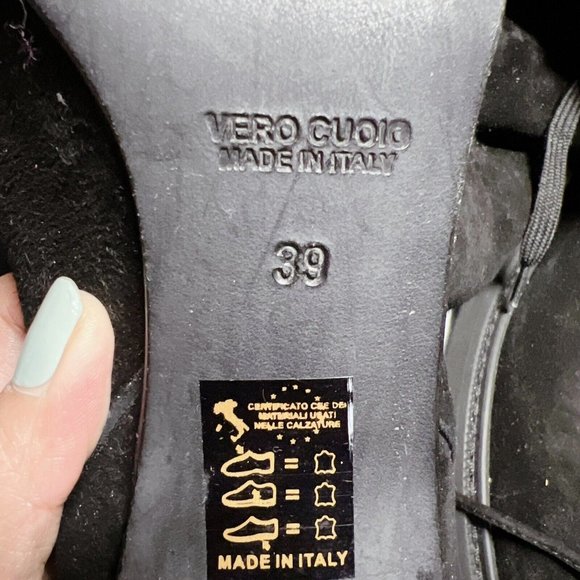 VERO CUOIO
MADE IN ITALY
39
CERTIFICATO CEE DEI
MATERIALI USATI
NELLE CALZATURE
=
=
=
MADE IN ITALY